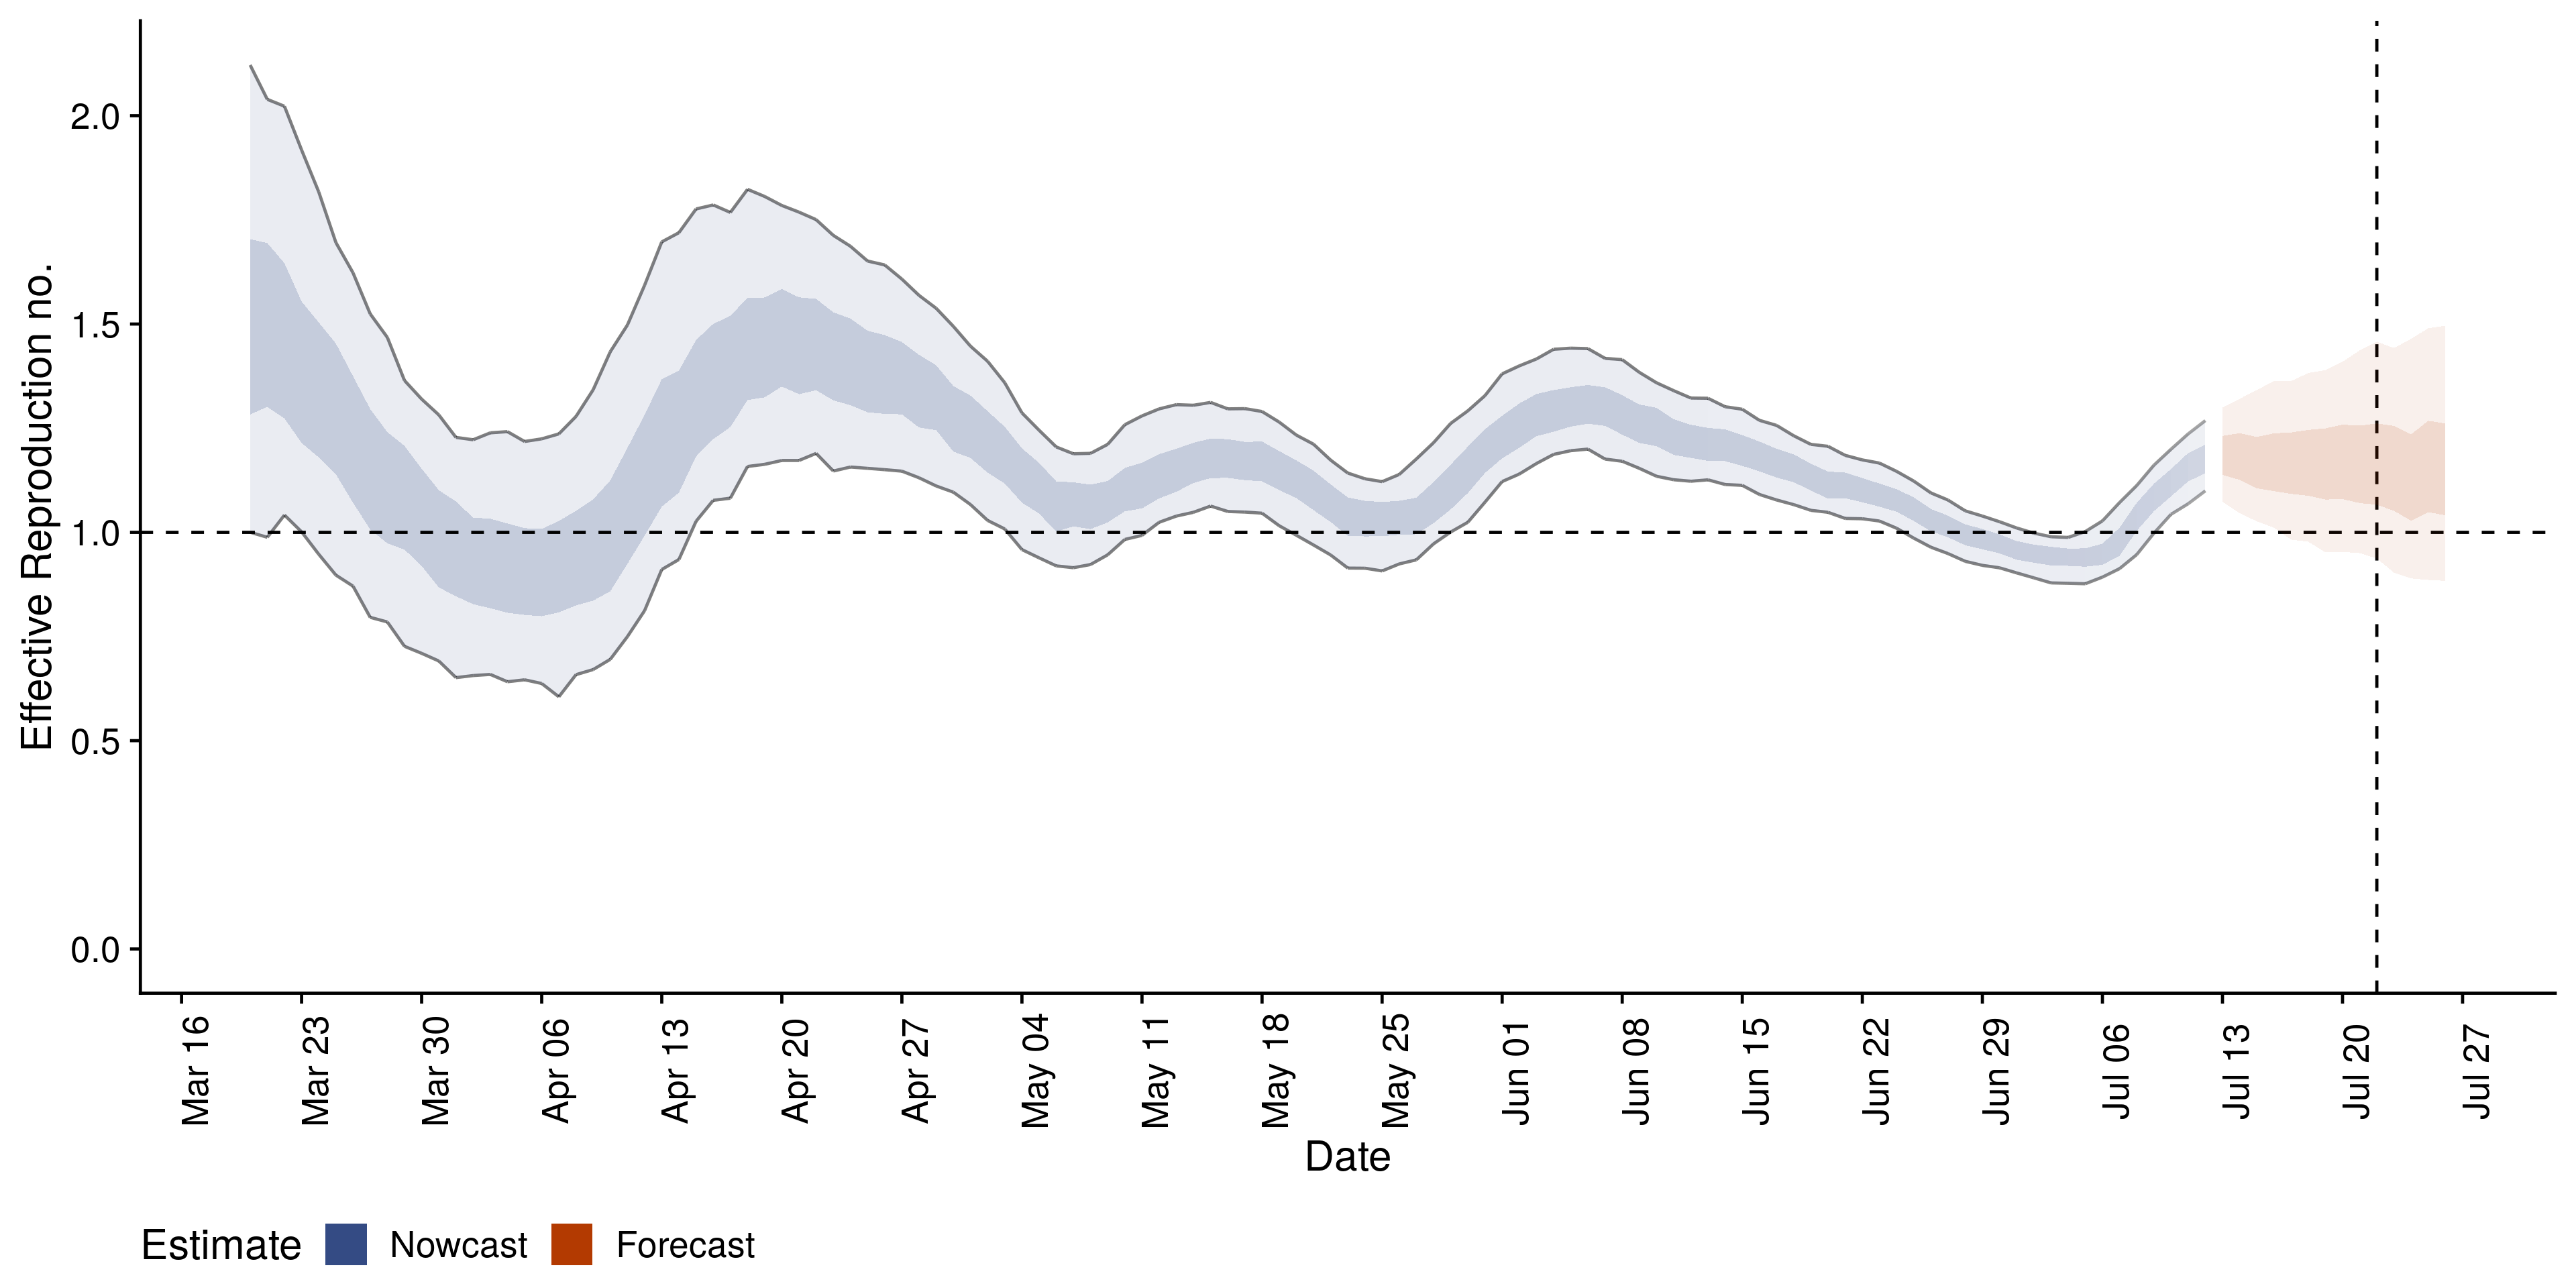 Effective Reproduction no.
2.0
1.5
1.0
0.5
0.0
Mar 16
Mar 23
Mar 30
Apr 06
Apr 13
Apr 20
Apr 27
May 04
May 11
May 18
May 25
Jun 01
Jun 08
Jun 15
Jun 22
Jun 29
Jul 06
Jul 13
Jul 20
Jul 27
Date
Estimate Nowcast Forecast